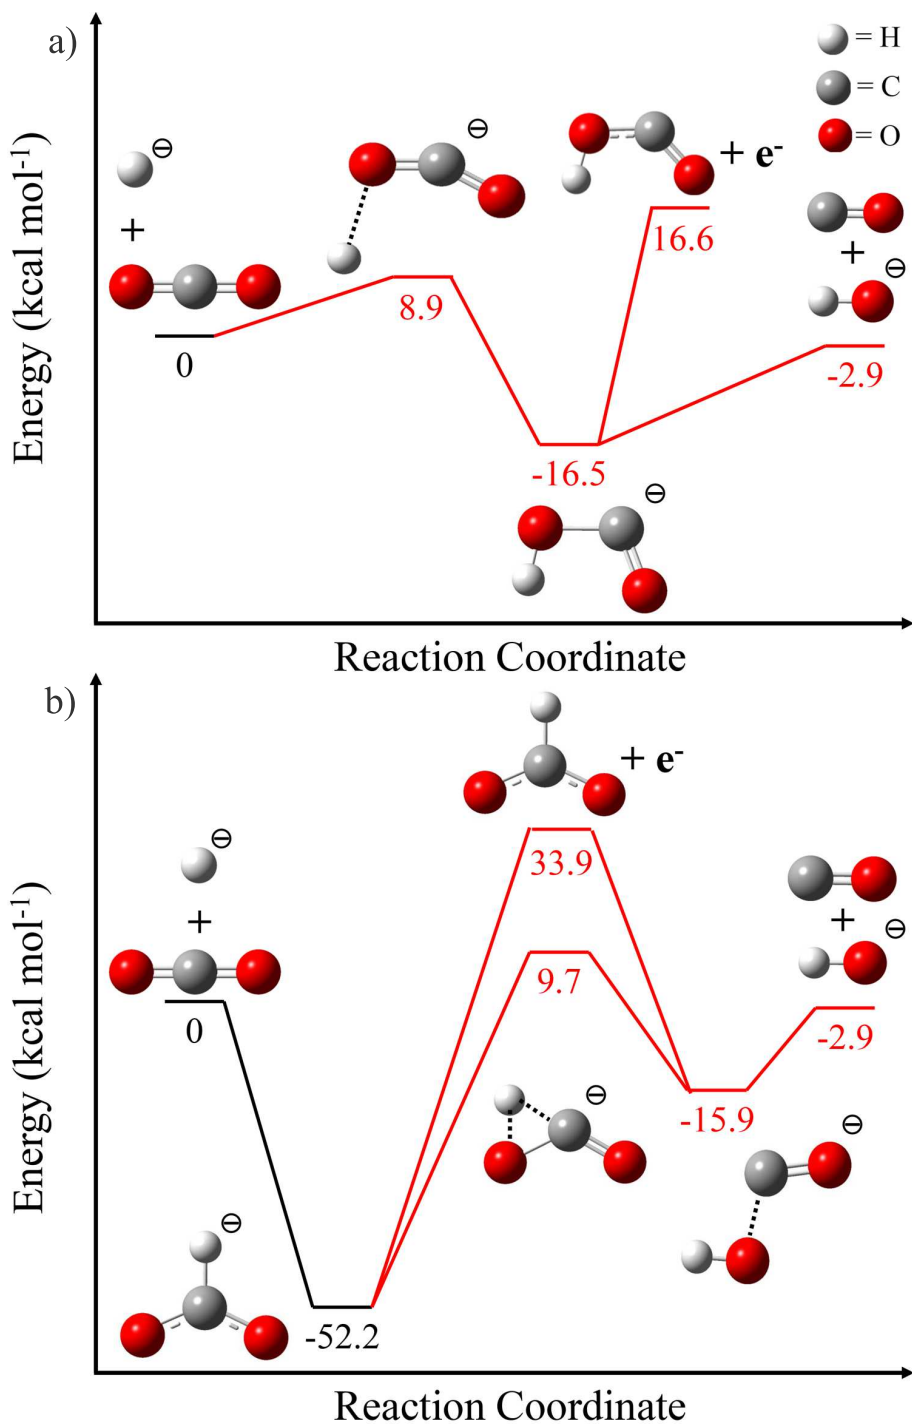 a)
= H
= C
= O
Energy (kcal mol⁻¹)
⊖
+
0
⊖
8.9
+ e⁻
16.6
-16.5
⊖
+
⊖
-2.9
Reaction Coordinate
b)
Energy (kcal mol⁻¹)
+ e⁻
33.9
⊖
+
0
9.7
⊖
+
⊖
-2.9
-15.9
⊖
⊖
-52.2
Reaction Coordinate